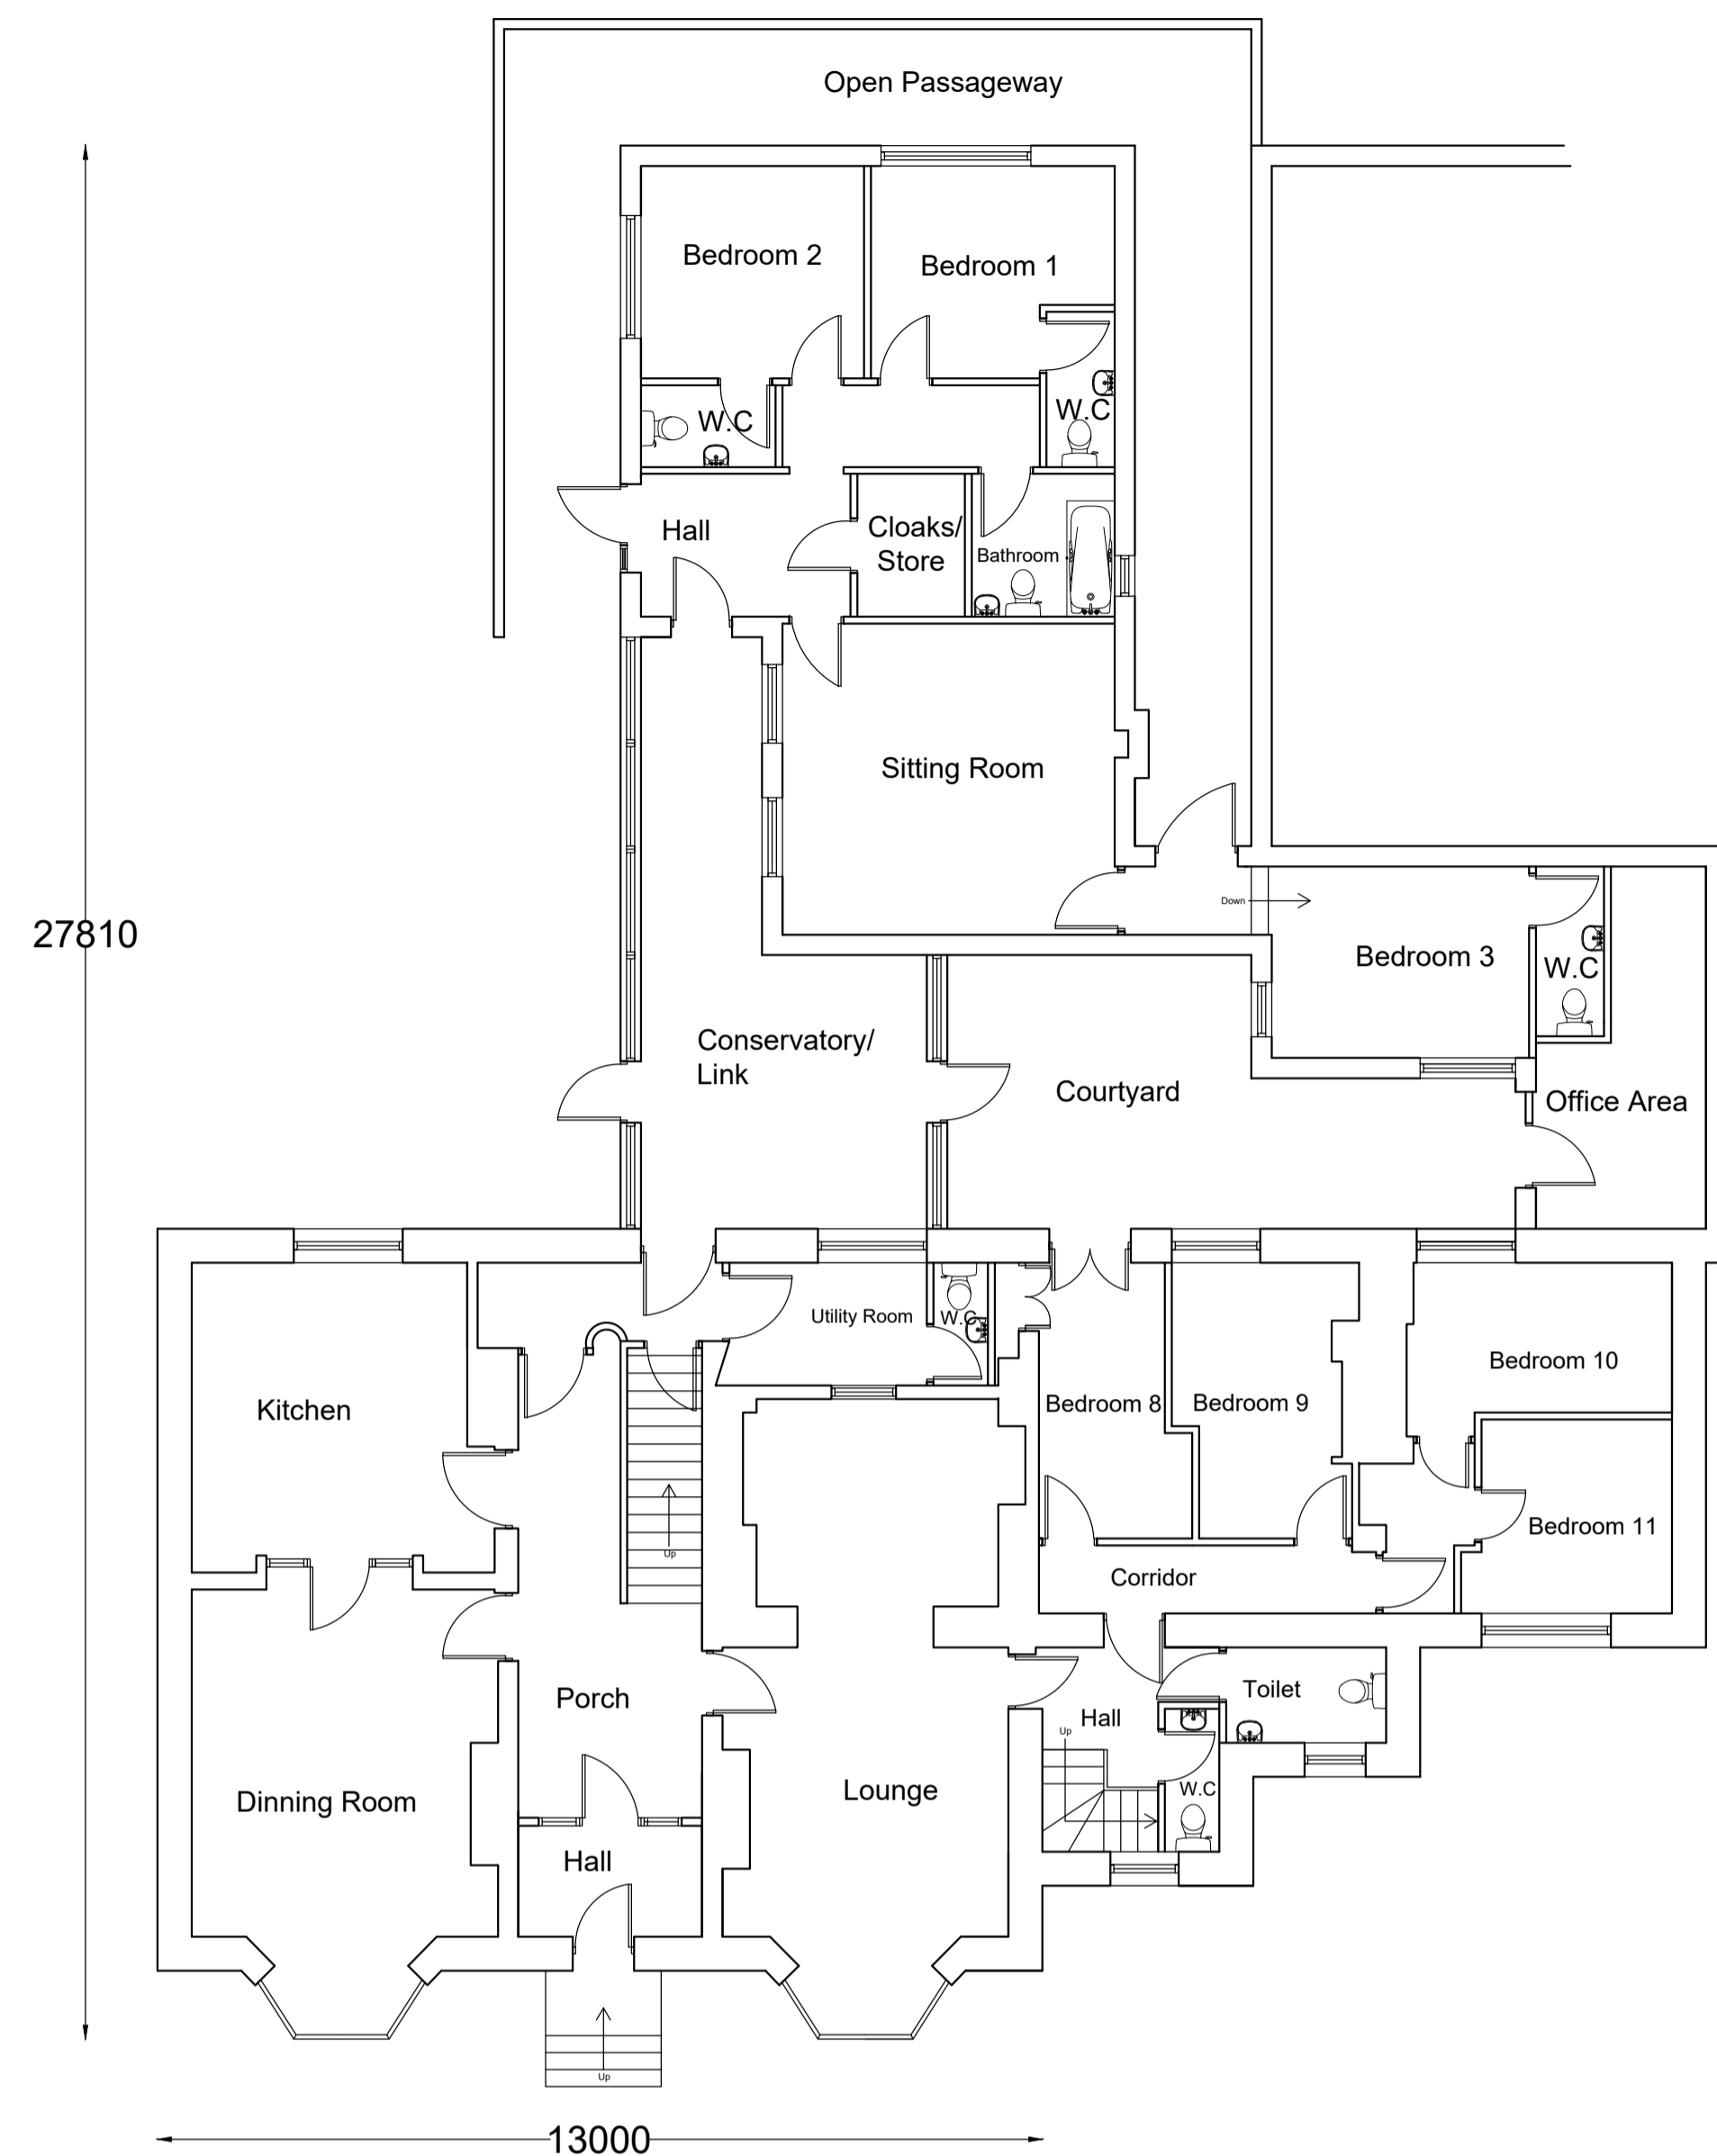 Open Passageway
Bedroom 2
Bedroom 1
W.C
W.C
Hall
Cloaks/
Store
Bathroom
Sitting Room
Down
27810
Bedroom 3
W.C
Conservatory/
Link
Courtyard
Office Area
Utility Room
W.C
Kitchen
Bedroom 8
Bedroom 9
Bedroom 10
Bedroom 11
Up
Corridor
Porch
Toilet
Hall
Up
Dinning Room
Lounge
W.C
Hall
Up
13000